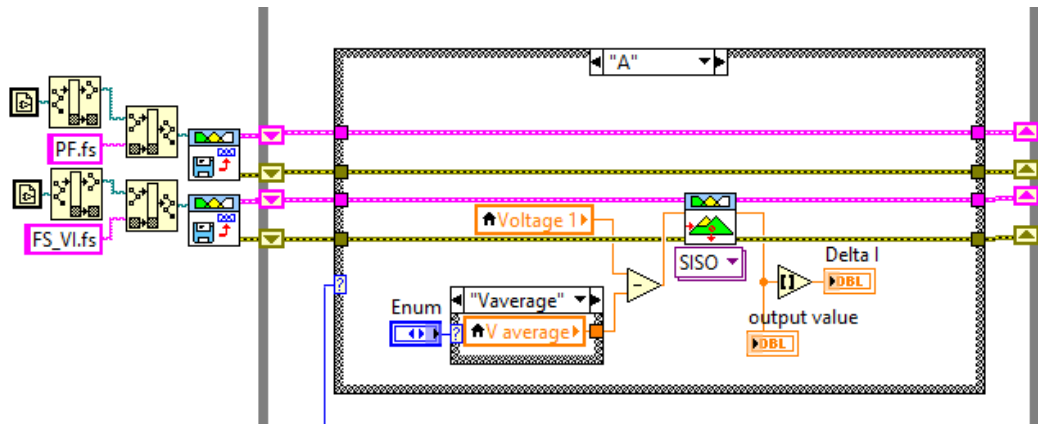 "A"
PF.fs
FS_VI.fs
Voltage 1
SISO
Delta I
DBL
Enum
"Vaverage"
?
?
V average
output value
DBL